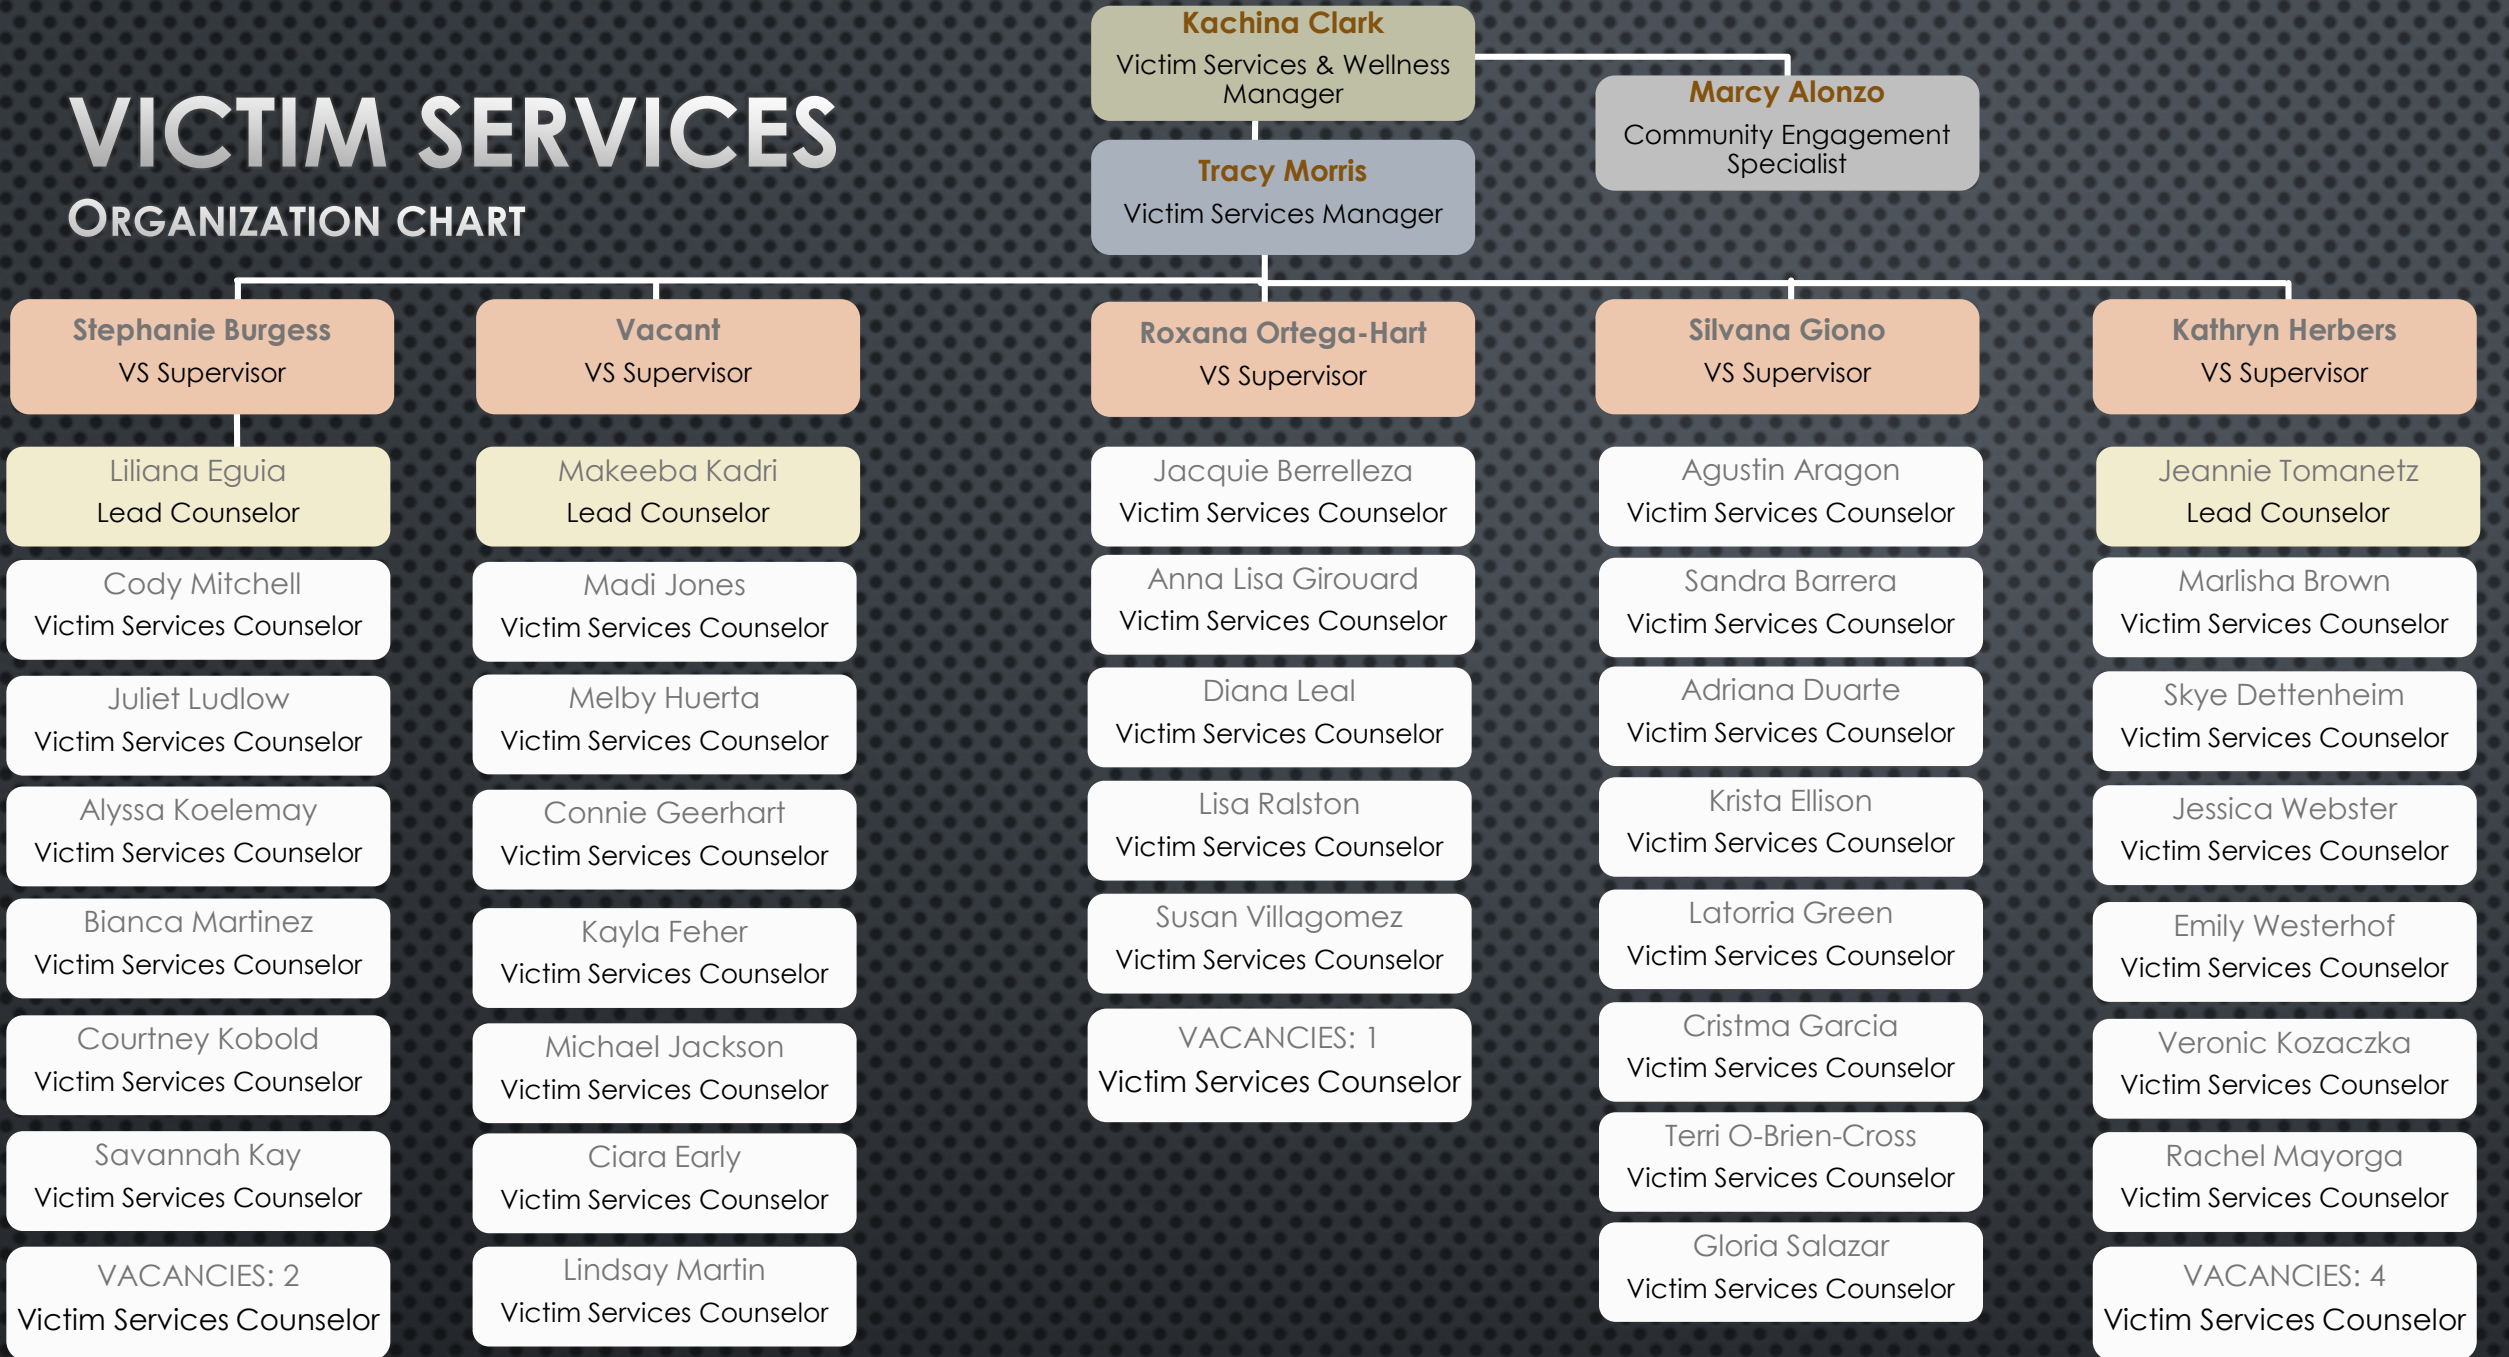 VICTIM SERVICES
ORGANIZATION CHART
Kachina Clark
Victim Services & Wellness
Manager
Marcy Alonzo
Community Engagement
Specialist
Tracy Morris
Victim Services Manager
Stephanie Burgess
VS Supervisor
Liliana Eguia
Lead Counselor
Cody Mitchell
Victim Services Counselor
Juliet Ludlow
Victim Services Counselor
Alyssa Koelemay
Victim Services Counselor
Bianca Martinez
Victim Services Counselor
Courtney Kobold
Victim Services Counselor
Savannah Kay
Victim Services Counselor
VACANCIES: 2
Victim Services Counselor
Vacant
VS Supervisor
Makeeba Kadri
Lead Counselor
Madi Jones
Victim Services Counselor
Melby Huerta
Victim Services Counselor
Connie Geerhart
Victim Services Counselor
Kayla Feher
Victim Services Counselor
Michael Jackson
Victim Services Counselor
Ciara Early
Victim Services Counselor
Lindsay Martin
Victim Services Counselor
Roxana Ortega-Hart
VS Supervisor
Jacquie Berrelleza
Victim Services Counselor
Anna Lisa Girouard
Victim Services Counselor
Diana Leal
Victim Services Counselor
Lisa Ralston
Victim Services Counselor
Susan Villagomez
Victim Services Counselor
VACANCIES: 1
Victim Services Counselor
Silvana Giono
VS Supervisor
Agustin Aragon
Victim Services Counselor
Sandra Barrera
Victim Services Counselor
Adriana Duarte
Victim Services Counselor
Krista Ellison
Victim Services Counselor
Latorria Green
Victim Services Counselor
Cristma Garcia
Victim Services Counselor
Terri O-Brien-Cross
Victim Services Counselor
Gloria Salazar
Victim Services Counselor
Kathryn Herbers
VS Supervisor
Jeannie Tomanetz
Lead Counselor
Marlisha Brown
Victim Services Counselor
Skye Dettenheim
Victim Services Counselor
Jessica Webster
Victim Services Counselor
Emily Westerhof
Victim Services Counselor
Veronic Kozaczka
Victim Services Counselor
Rachel Mayorga
Victim Services Counselor
VACANCIES: 4
Victim Services Counselor